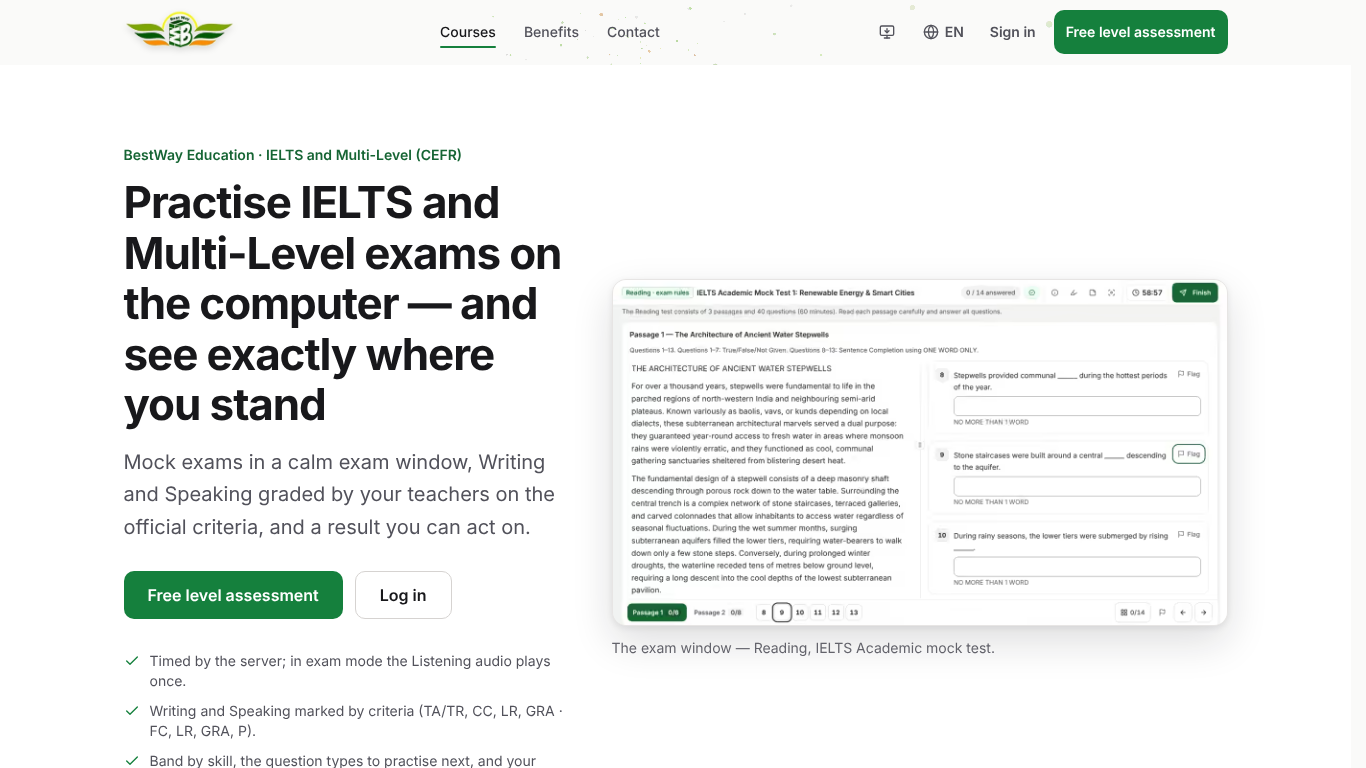 Best Way
Courses
Benefits
Contact
EN
Sign in
Free level assessment
BestWay Education · IELTS and Multi-Level (CEFR)
Practise IELTS and
Multi-Level exams on
the computer — and
see exactly where
you stand
Mock exams in a calm exam window, Writing
and Speaking graded by your teachers on the
official criteria, and a result you can act on.
Free level assessment
Log in
Timed by the server; in exam mode the Listening audio plays
once.
Writing and Speaking marked by criteria (TA/TR, CC, LR, GRA ·
FC, LR, GRA, P).
Band by skill, the question types to practise next, and your
Reading · exam rules
IELTS Academic Mock Test 1: Renewable Energy & Smart Cities
0 / 14 answered
58:57
Finish
The Reading test consists of 3 passages and 40 questions (60 minutes). Read each passage carefully and answer all questions.
Passage 1 — The Architecture of Ancient Water Stepwells
Questions 1–13. Questions 1–7: True/False/Not Given. Questions 8–13: Sentence Completion using ONE WORD ONLY.
THE ARCHITECTURE OF ANCIENT WATER STEPWELLS
For over a thousand years, stepwells were fundamental to life in the
parched regions of north-western India and neighbouring semi-arid
plateaus. Known variously as baolis, vavs, or kunds depending on local
dialects, these subterranean architectural marvels served a dual purpose:
they guaranteed year-round access to fresh water in areas where monsoon
rains were violently erratic, and they functioned as cool, communal
gathering sanctuaries sheltered from blistering desert heat.
The fundamental design of a stepwell consists of a deep masonry shaft
descending through porous rock down to the water table. Surrounding the
central trench is a complex network of stone staircases, terraced galleries,
and carved colonnades that allow inhabitants to access water regardless of
seasonal fluctuations. During the wet summer months, surging
subterranean aquifers filled the lower tiers, requiring water-bearers to walk
down only a few stone steps. Conversely, during prolonged winter
droughts, the waterline receded tens of metres below ground level,
requiring a long descent into the cool depths of the lowest subterranean
pavilion.
8
Stepwells provided communal _____ during the hottest periods
of the year.
Flag
NO MORE THAN 1 WORD
9
Stone staircases were built around a central _____ descending
to the aquifer.
Flag
NO MORE THAN 1 WORD
10
During rainy seasons, the lower tiers were submerged by rising
_____.
Flag
NO MORE THAN 1 WORD
Passage 1 0/6
Passage 2 0/8
8 9 10 11 12 13
0/14
The exam window — Reading, IELTS Academic mock test.